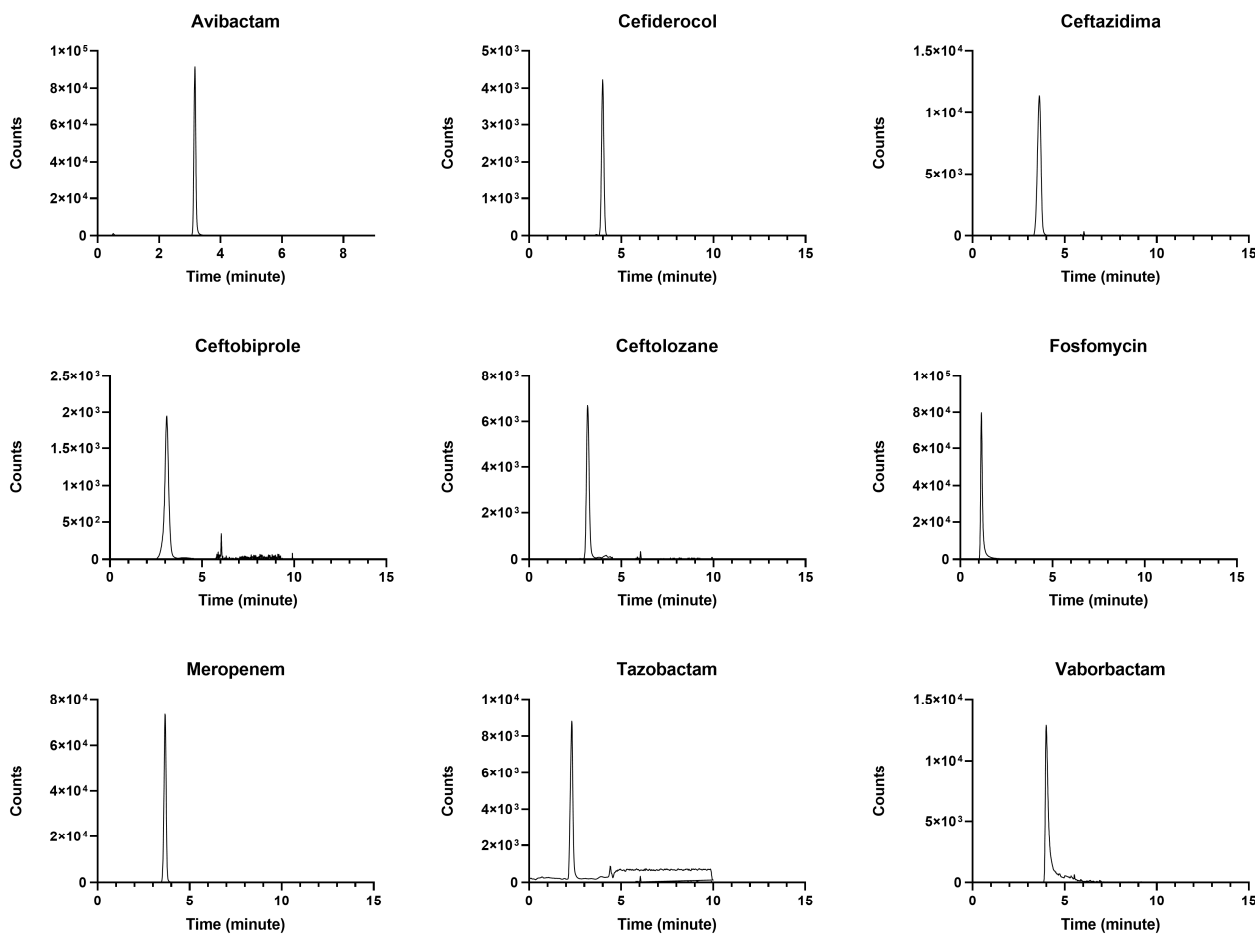 Avibactam
Cefiderocol
Ceftazidima
1×10⁵
8×10⁴
6×10⁴
4×10⁴
2×10⁴
0
Counts
0 2 4 6 8
Time (minute)
5×10³
4×10³
3×10³
2×10³
1×10³
0
Counts
0 5 10 15
Time (minute)
1.5×10⁴
1×10⁴
5×10³
0
Counts
0 5 10 15
Time (minute)
Ceftobiprole
Ceftolozane
Fosfomycin
2.5×10³
2×10³
1.5×10³
1×10³
5×10²
0
Counts
0 5 10 15
Time (minute)
8×10³
6×10³
4×10³
2×10³
0
Counts
0 5 10 15
Time (minute)
1×10⁵
8×10⁴
6×10⁴
4×10⁴
2×10⁴
0
Counts
0 5 10 15
Time (minute)
Meropenem
Tazobactam
Vaborbactam
8×10⁴
6×10⁴
4×10⁴
2×10⁴
0
Counts
0 5 10 15
Time (minute)
1×10⁴
8×10³
6×10³
4×10³
2×10³
0
Counts
0 5 10 15
Time (minute)
1.5×10⁴
1×10⁴
5×10³
0
Counts
0 5 10 15
Time (minute)